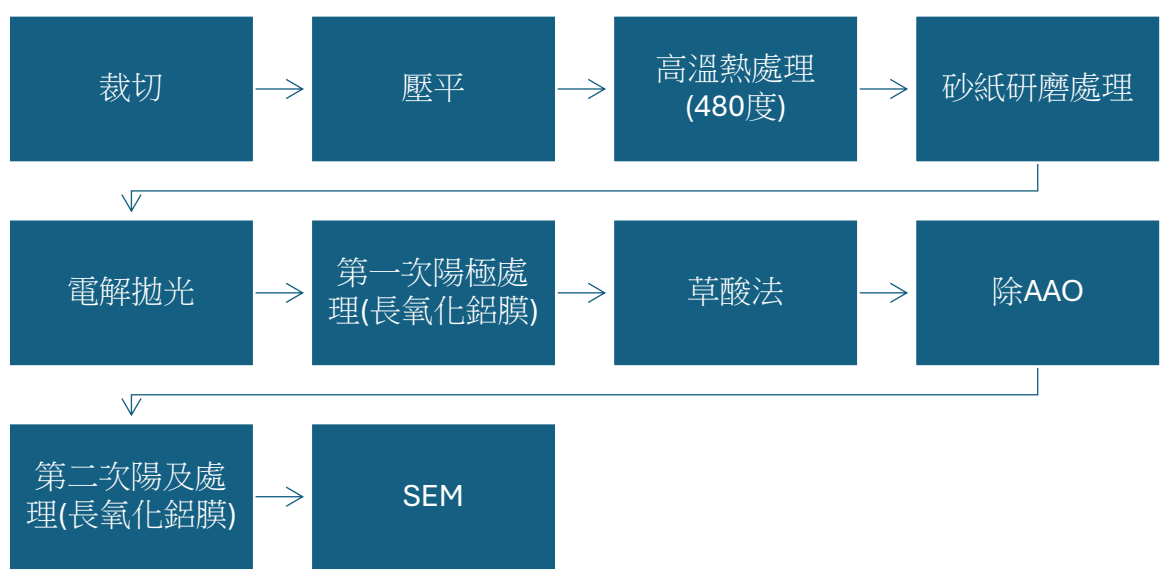 裁切
壓平
高溫熱處理
(480度)
砂紙研磨處理
電解拋光
第一次陽極處
理(長氧化鋁膜)
草酸法
除AAO
第二次陽及處
理(長氧化鋁膜)
SEM